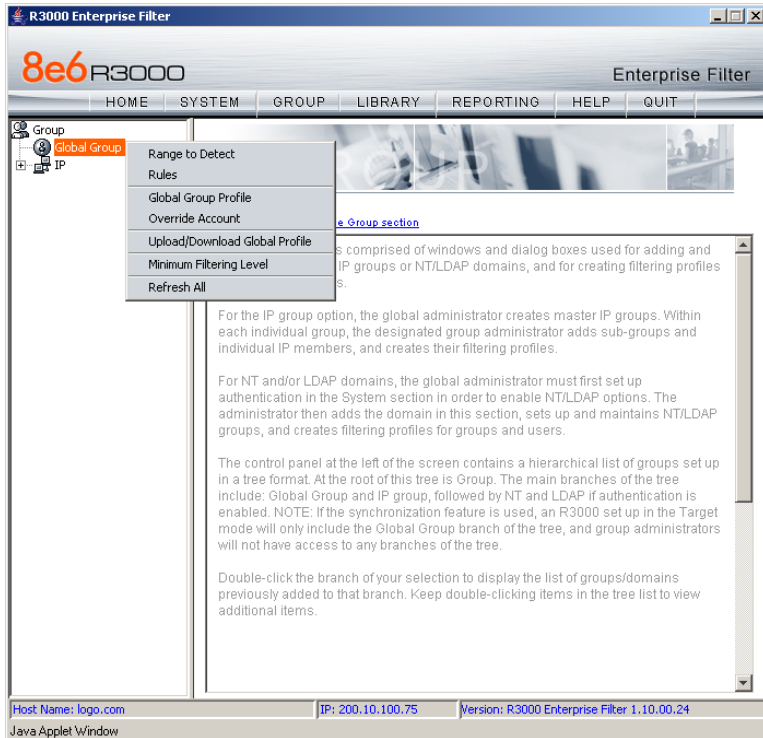 R3000 Enterprise Filter
8e6 R3000
Enterprise Filter
HOME SYSTEM GROUP LIBRARY REPORTING HELP QUIT
Group
Global Group
IP
Range to Detect
Rules
Global Group Profile
Override Account
Upload/Download Global Profile
Minimum Filtering Level
Refresh All
GROUP
Group section
comprised of windows and dialog boxes used for adding and
IP groups or NT/LDAP domains, and for creating filtering profiles
For the IP group option, the global administrator creates master IP groups. Within
each individual group, the designated group administrator adds sub-groups and
individual IP members, and creates their filtering profiles.
For NT and/or LDAP domains, the global administrator must first set up
authentication in the System section in order to enable NT/LDAP options. The
administrator then adds the domain in this section, sets up and maintains NT/LDAP
groups, and creates filtering profiles for groups and users.
The control panel at the left of the screen contains a hierarchical list of groups set up
in a tree format. At the root of this tree is Group. The main branches of the tree
include: Global Group and IP group, followed by NT and LDAP if authentication is
enabled. NOTE: If the synchronization feature is used, an R3000 set up in the Target
mode will only include the Global Group branch of the tree, and group administrators
will not have access to any branches of the tree.
Double-click the branch of your selection to display the list of groups/domains
previously added to that branch. Keep double-clicking items in the tree list to view
additional items.
Host Name: logo.com IP: 200.10.100.75 Version: R3000 Enterprise Filter 1.10.00.24
Java Applet Window